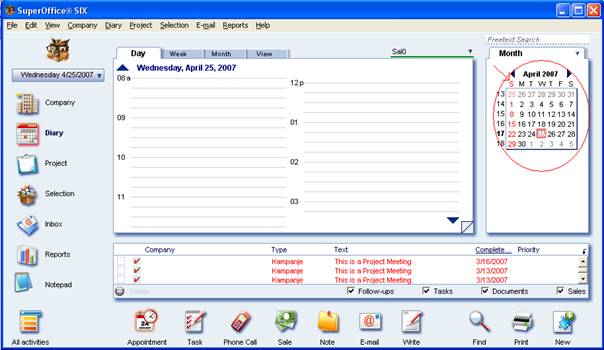 SuperOffice® SIX
File Edit View Company Diary Project Selection E-mail Reports Help
Freetext Search
Day Week Month View Sal0 Month
Wednesday 4/25/2007
Wednesday, April 25, 2007
08 a
09
10
11
12 p
01
02
03
April 2007
S M T W T F S
13 25 26 27 28 29 30 31
14 1 2 3 4 5 6 7
15 8 9 10 11 12 13 14
16 15 16 17 18 19 20 21
17 22 23 24 25 26 27 28
18 29 30 1 2 3 4 5
Company
Diary
Project
Selection
Inbox
Reports
Notepad
Company Type Text Complete... Priority
Kampanje This is a Project Meeting 3/16/2007
Kampanje This is a Project Meeting 3/13/2007
Kampanje This is a Project Meeting 3/13/2007
Delete Follow-ups Tasks Documents Sales
All activities Appointment Task Phone Call Sale Note E-mail Write Find Print New